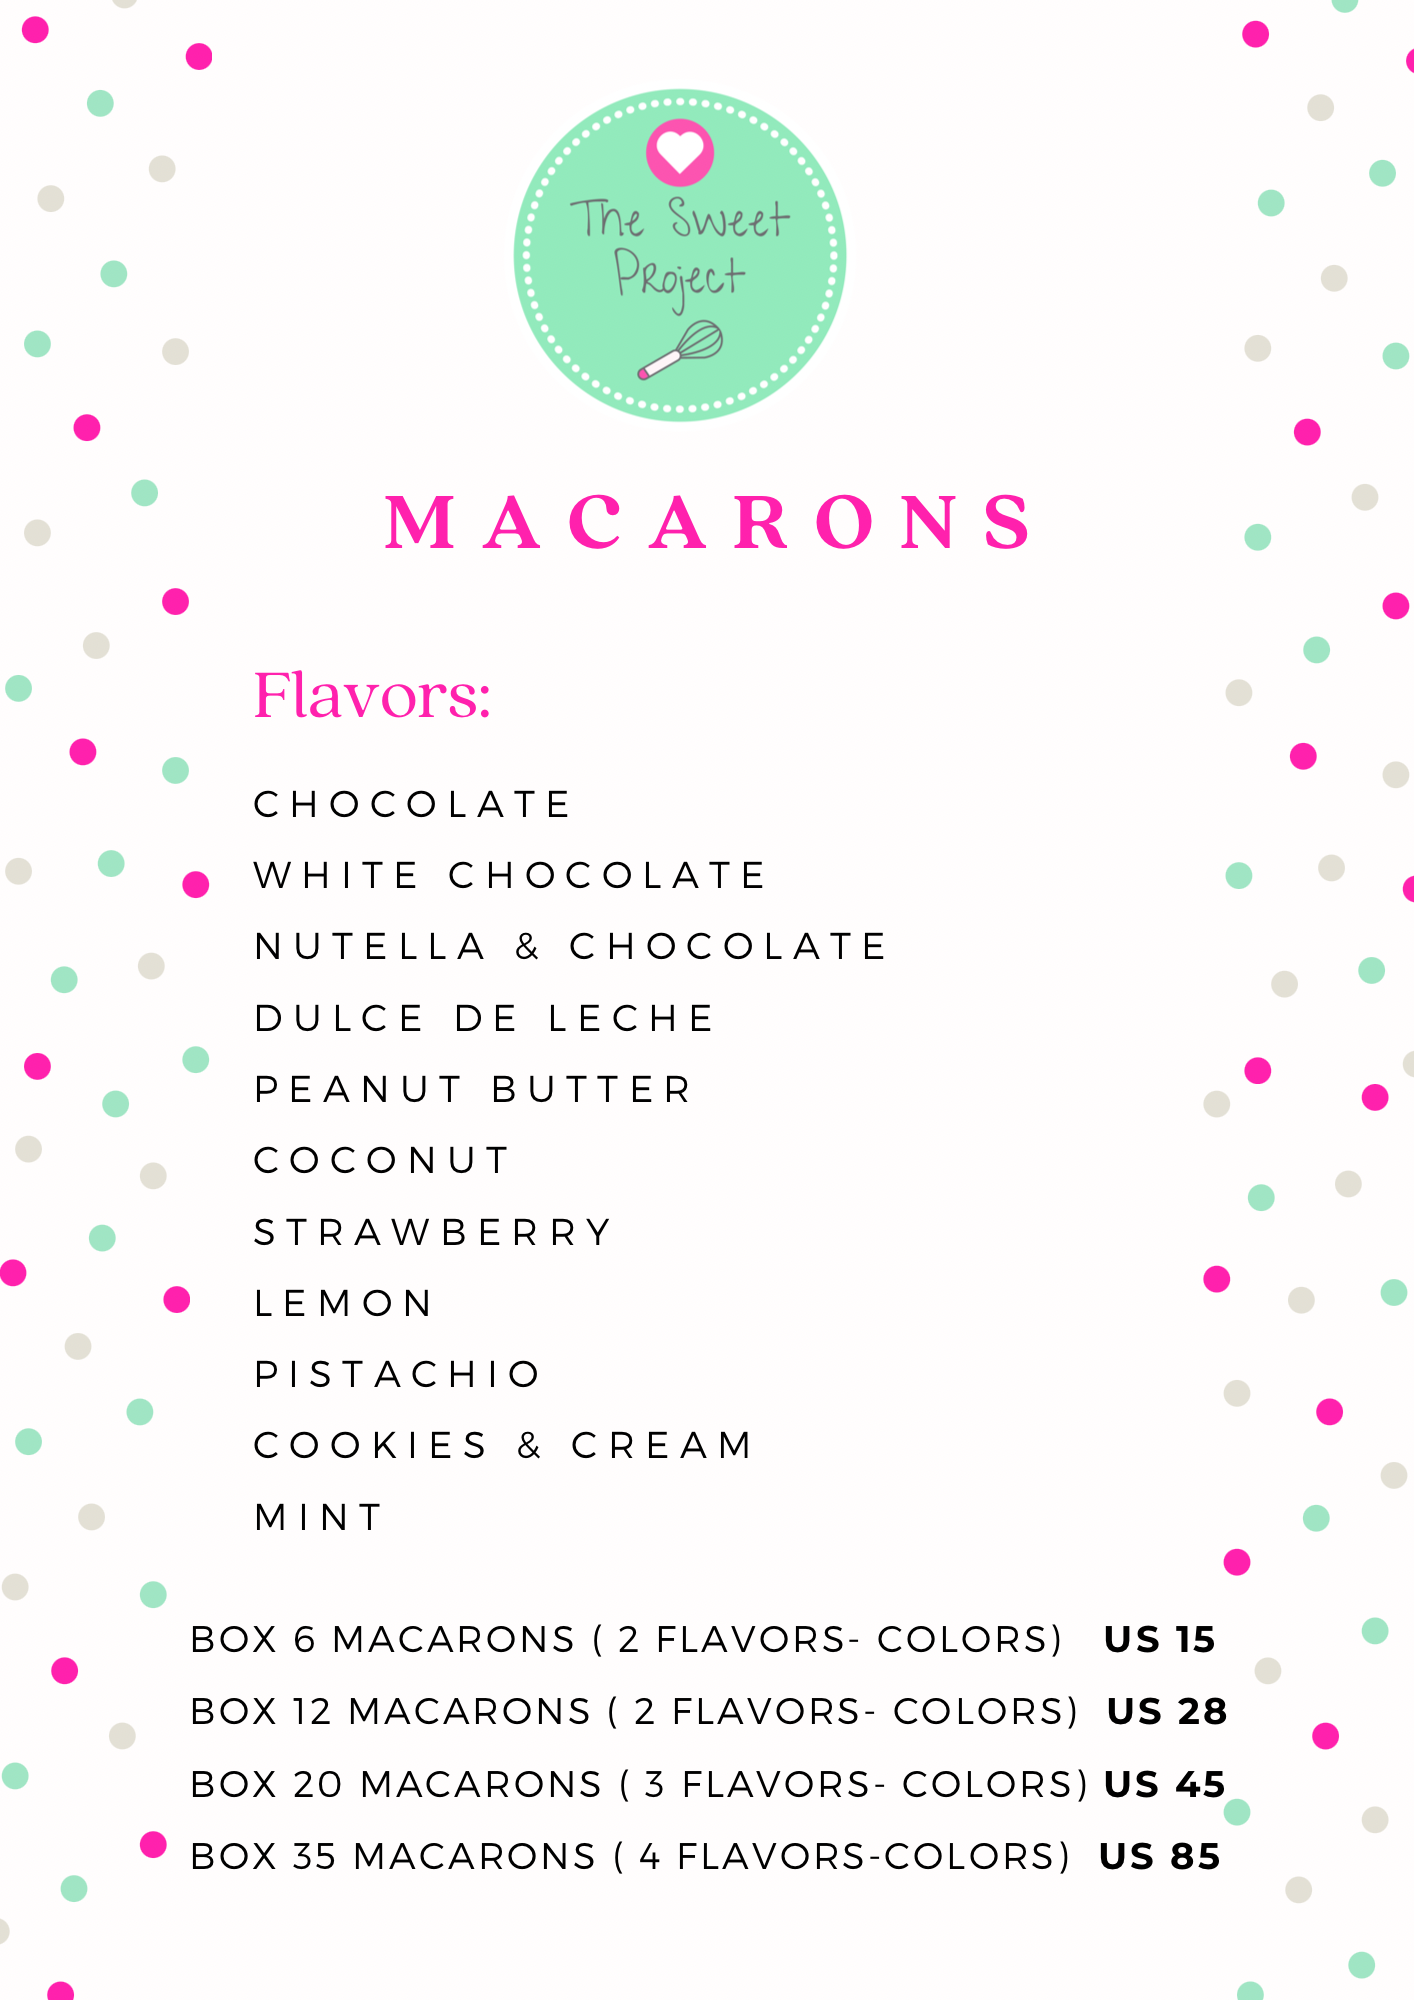 The Sweet
Project
MACARONS
Flavors:
CHOCOLATE
WHITE CHOCOLATE
NUTELLA & CHOCOLATE
DULCE DE LECHE
PEANUT BUTTER
COCONUT
STRAWBERRY
LEMON
PISTACHIO
COOKIES & CREAM
MINT
BOX 6 MACARONS ( 2 FLAVORS- COLORS) US 15
BOX 12 MACARONS ( 2 FLAVORS- COLORS) US 28
BOX 20 MACARONS ( 3 FLAVORS- COLORS) US 45
BOX 35 MACARONS ( 4 FLAVORS-COLORS) US 85